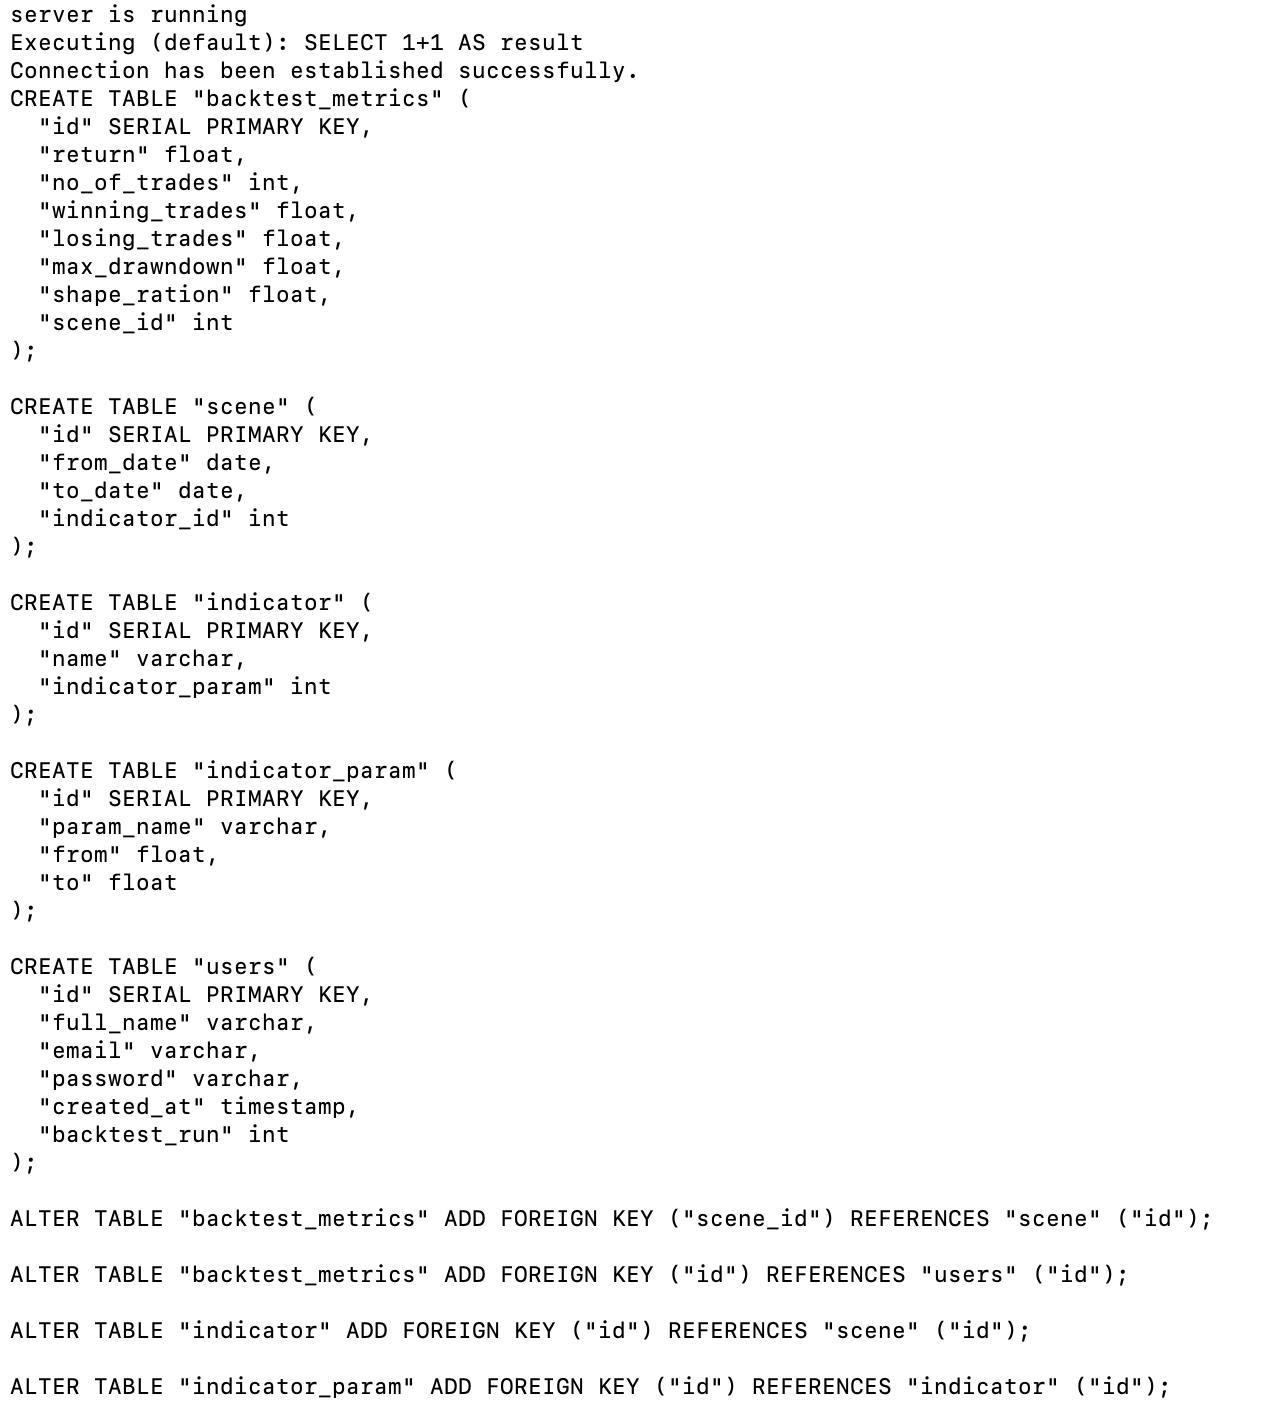 server is running
Executing (default): SELECT 1+1 AS result
Connection has been established successfully.
CREATE TABLE "backtest_metrics" (
  "id" SERIAL PRIMARY KEY,
  "return" float,
  "no_of_trades" int,
  "winning_trades" float,
  "losing_trades" float,
  "max_drawndown" float,
  "shape_ration" float,
  "scene_id" int
);

CREATE TABLE "scene" (
  "id" SERIAL PRIMARY KEY,
  "from_date" date,
  "to_date" date,
  "indicator_id" int
);

CREATE TABLE "indicator" (
  "id" SERIAL PRIMARY KEY,
  "name" varchar,
  "indicator_param" int
);

CREATE TABLE "indicator_param" (
  "id" SERIAL PRIMARY KEY,
  "param_name" varchar,
  "from" float,
  "to" float
);

CREATE TABLE "users" (
  "id" SERIAL PRIMARY KEY,
  "full_name" varchar,
  "email" varchar,
  "password" varchar,
  "created_at" timestamp,
  "backtest_run" int
);

ALTER TABLE "backtest_metrics" ADD FOREIGN KEY ("scene_id") REFERENCES "scene" ("id");

ALTER TABLE "backtest_metrics" ADD FOREIGN KEY ("id") REFERENCES "users" ("id");

ALTER TABLE "indicator" ADD FOREIGN KEY ("id") REFERENCES "scene" ("id");

ALTER TABLE "indicator_param" ADD FOREIGN KEY ("id") REFERENCES "indicator" ("id");